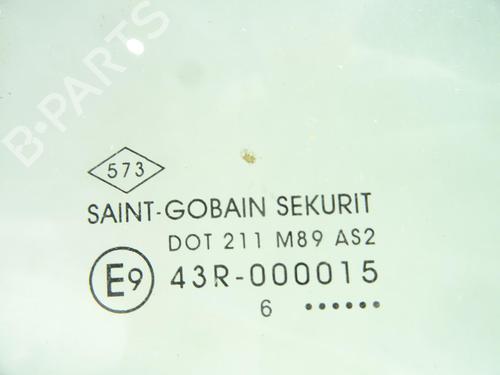 B-PARTS
573
SAINT-GOBAIN SEKURIT
DOT 211 M89 AS2
E9 43R-000015
6 ••••••